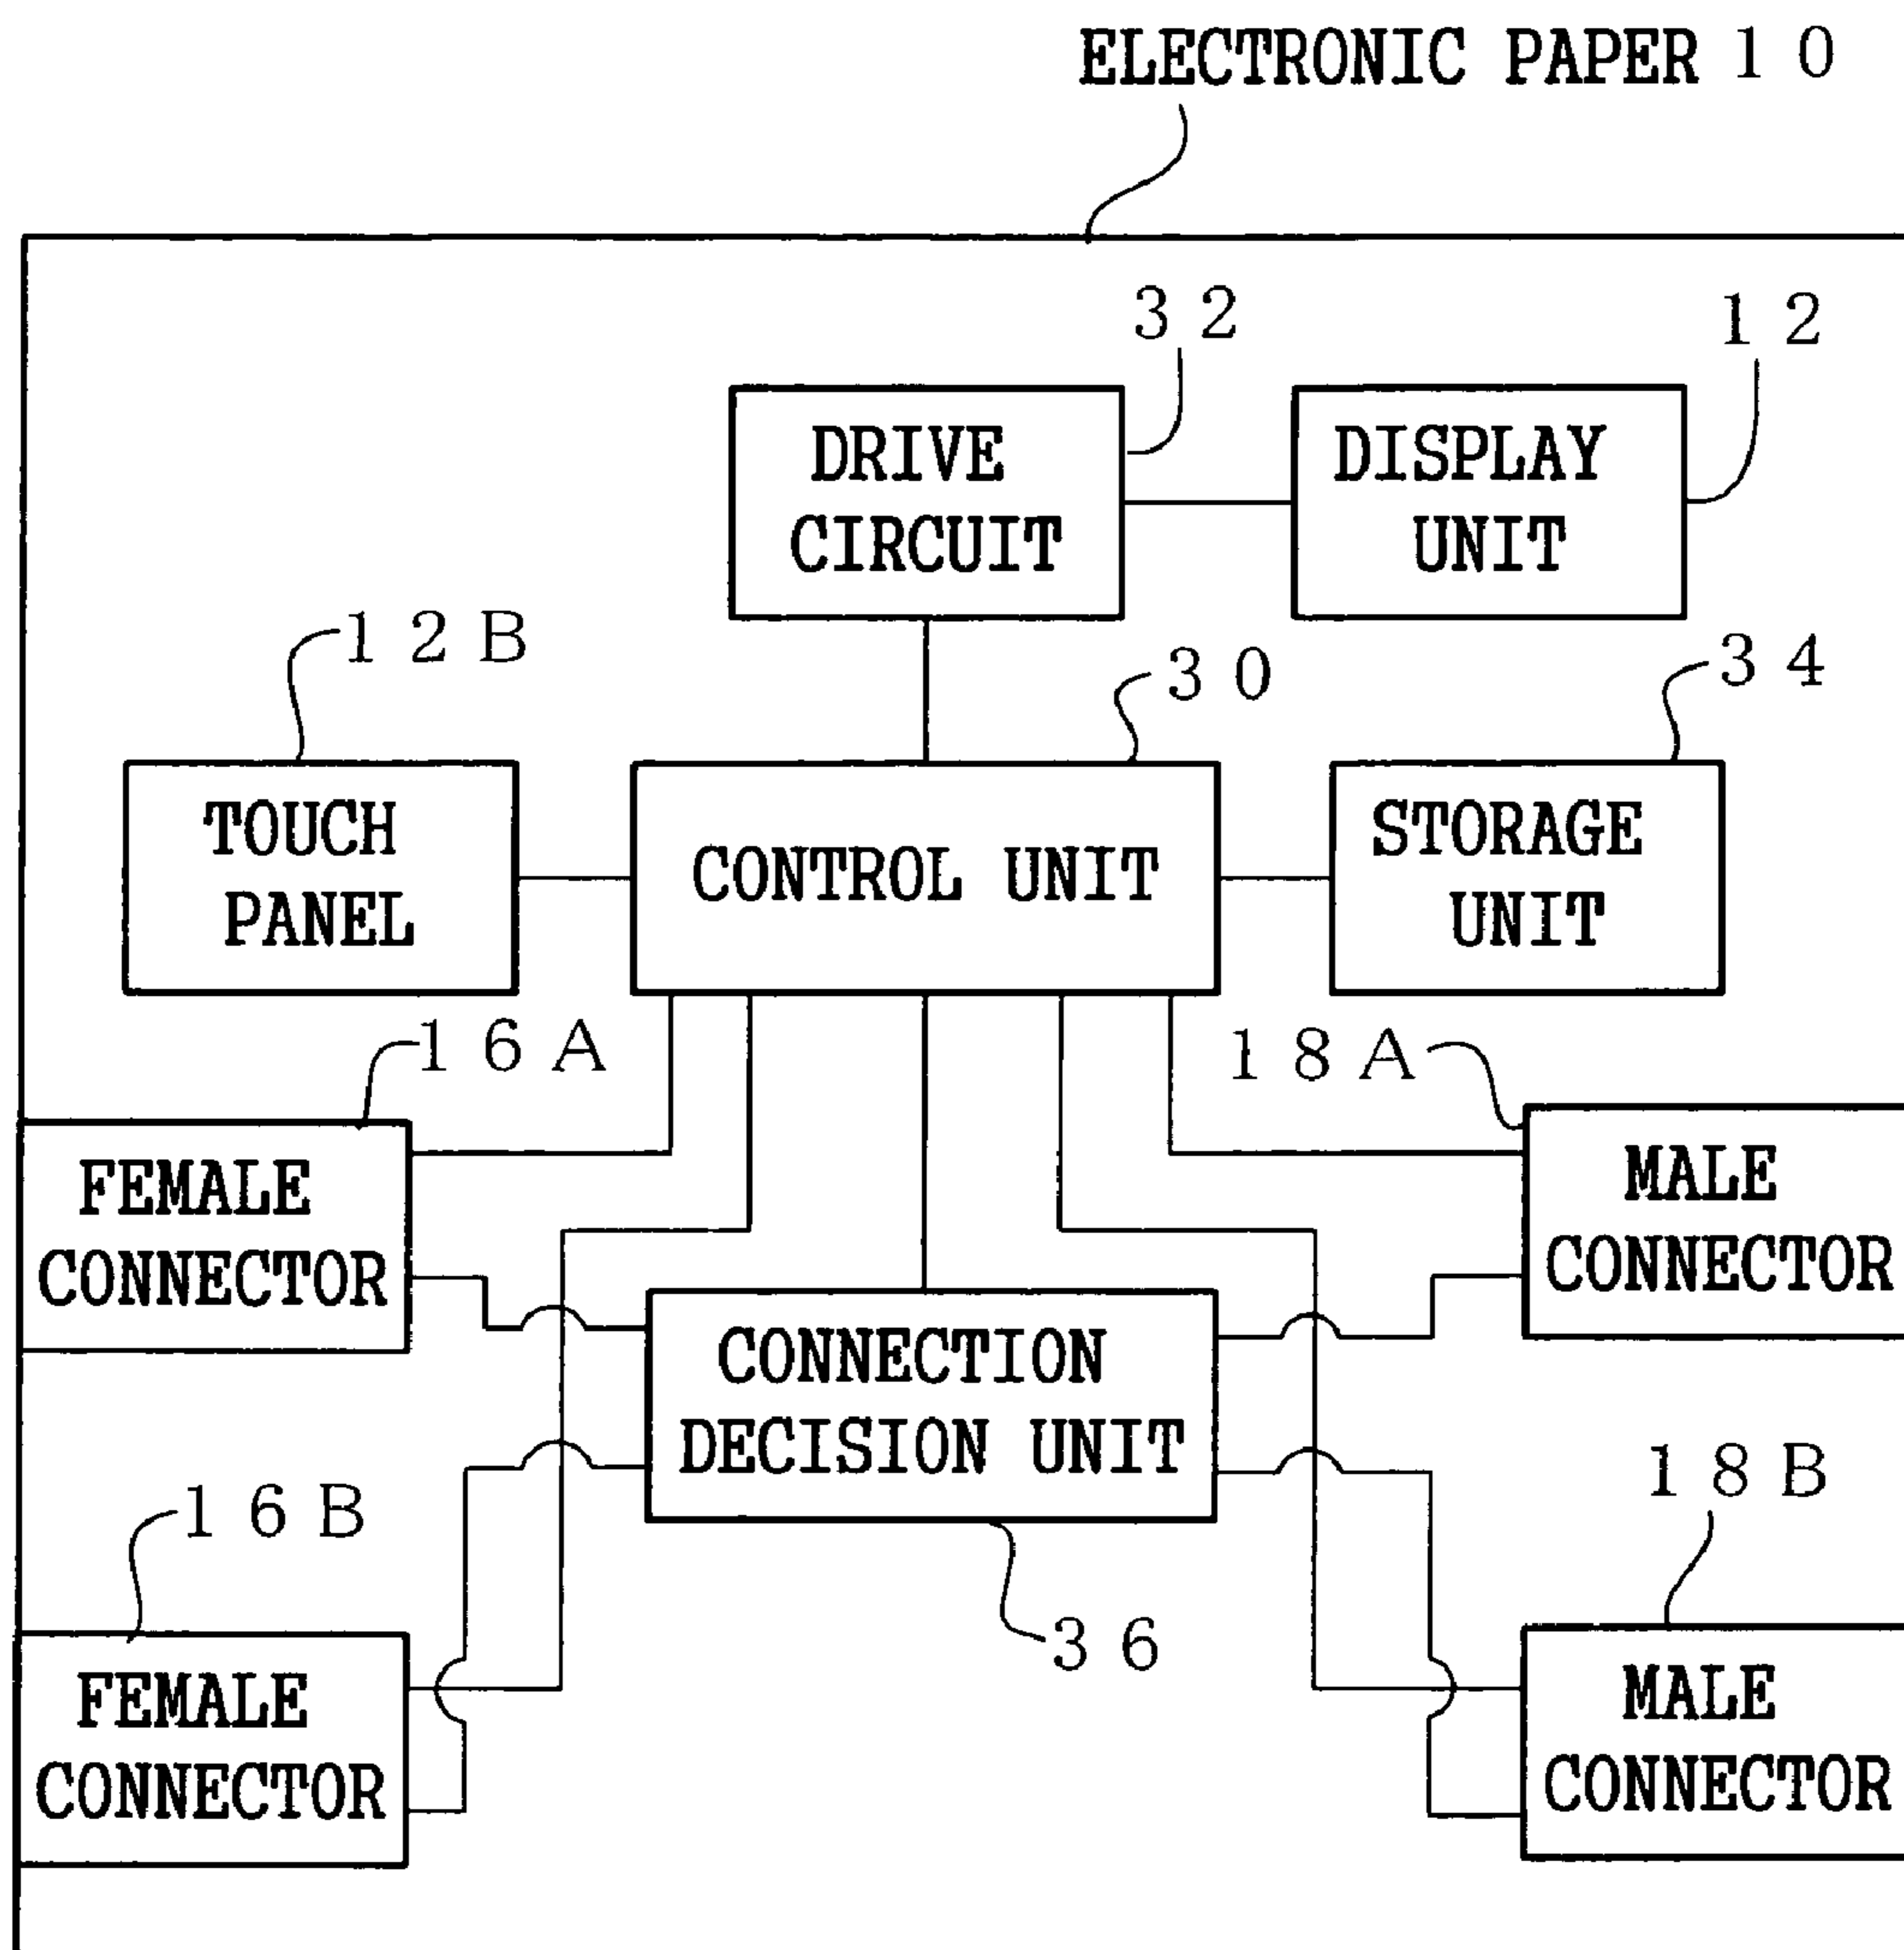 ELECTRONIC PAPER 10
32
12
DRIVE
CIRCUIT
DISPLAY
UNIT
12B
30
34
TOUCH
PANEL
CONTROL UNIT
STORAGE
UNIT
16A
18A
FEMALE
CONNECTOR
MALE
CONNECTOR
CONNECTION
DECISION UNIT
16B
18B
36
FEMALE
CONNECTOR
MALE
CONNECTOR